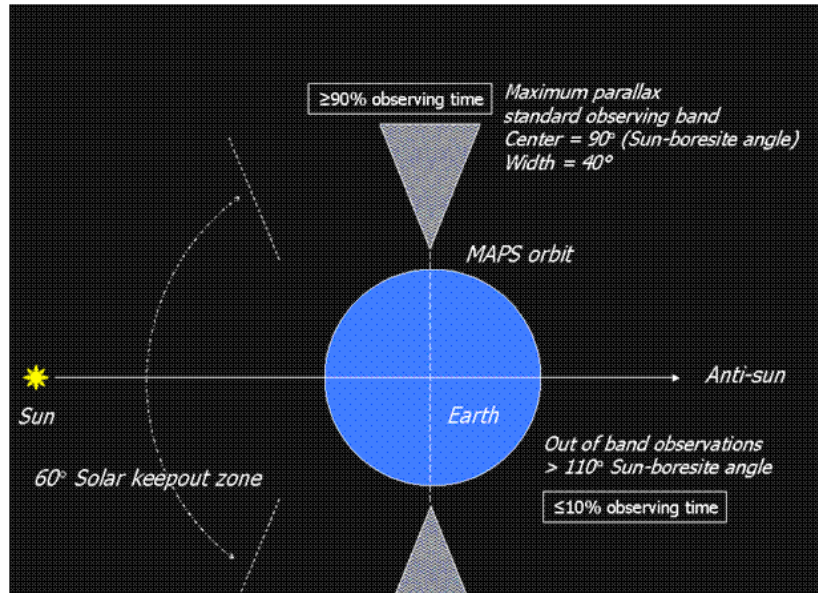 ≥90% observing time
Maximum parallax
standard observing band
Center = 90° (Sun-boresite angle)
Width = 40°
MAPS orbit
Anti-sun
Sun
Earth
Out of band observations
> 110° Sun-boresite angle
60° Solar keepout zone
≤10% observing time